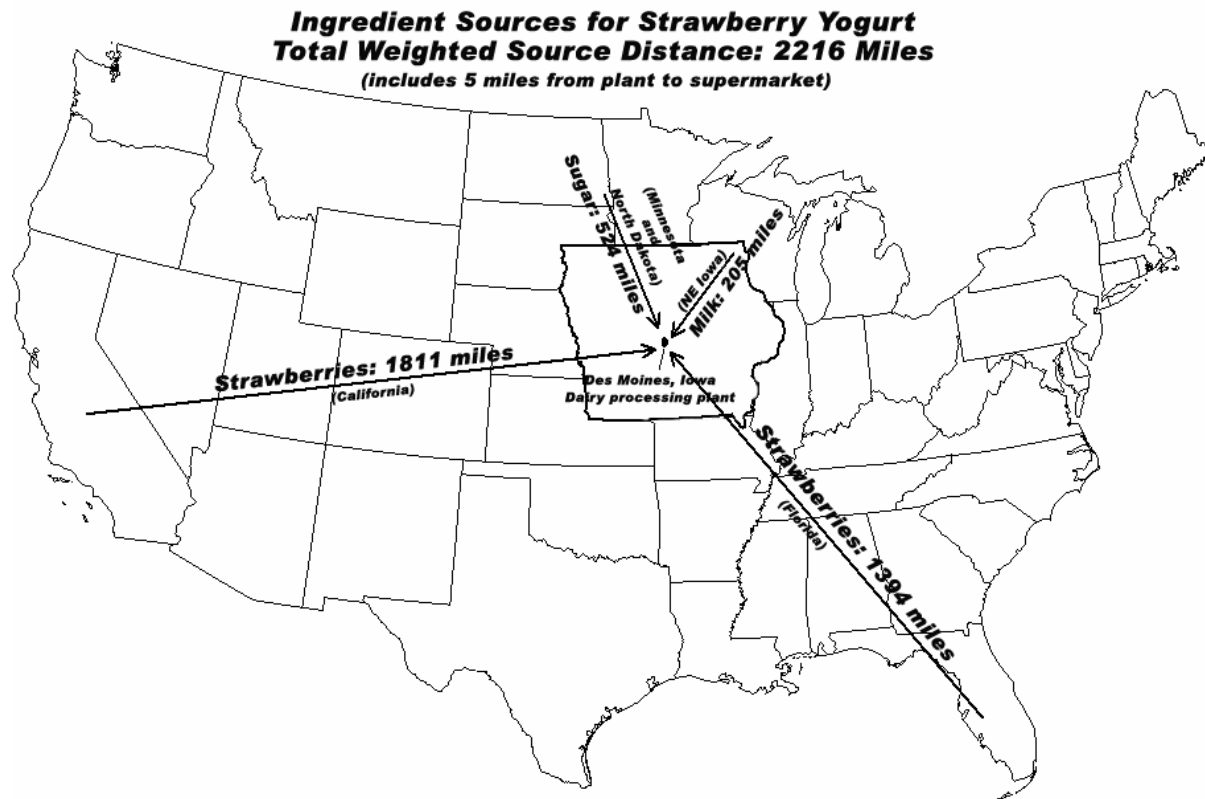 Ingredient Sources for Strawberry Yogurt
Total Weighted Source Distance: 2216 Miles
(includes 5 miles from plant to supermarket)
Sugar: 524 miles
(Minnesota
and
North Dakota)
(NE Iowa)
Milk: 205 miles
Strawberries: 1811 miles
(California)
Des Moines, Iowa
Dairy processing plant
Strawberries: 1394 miles
(Florida)